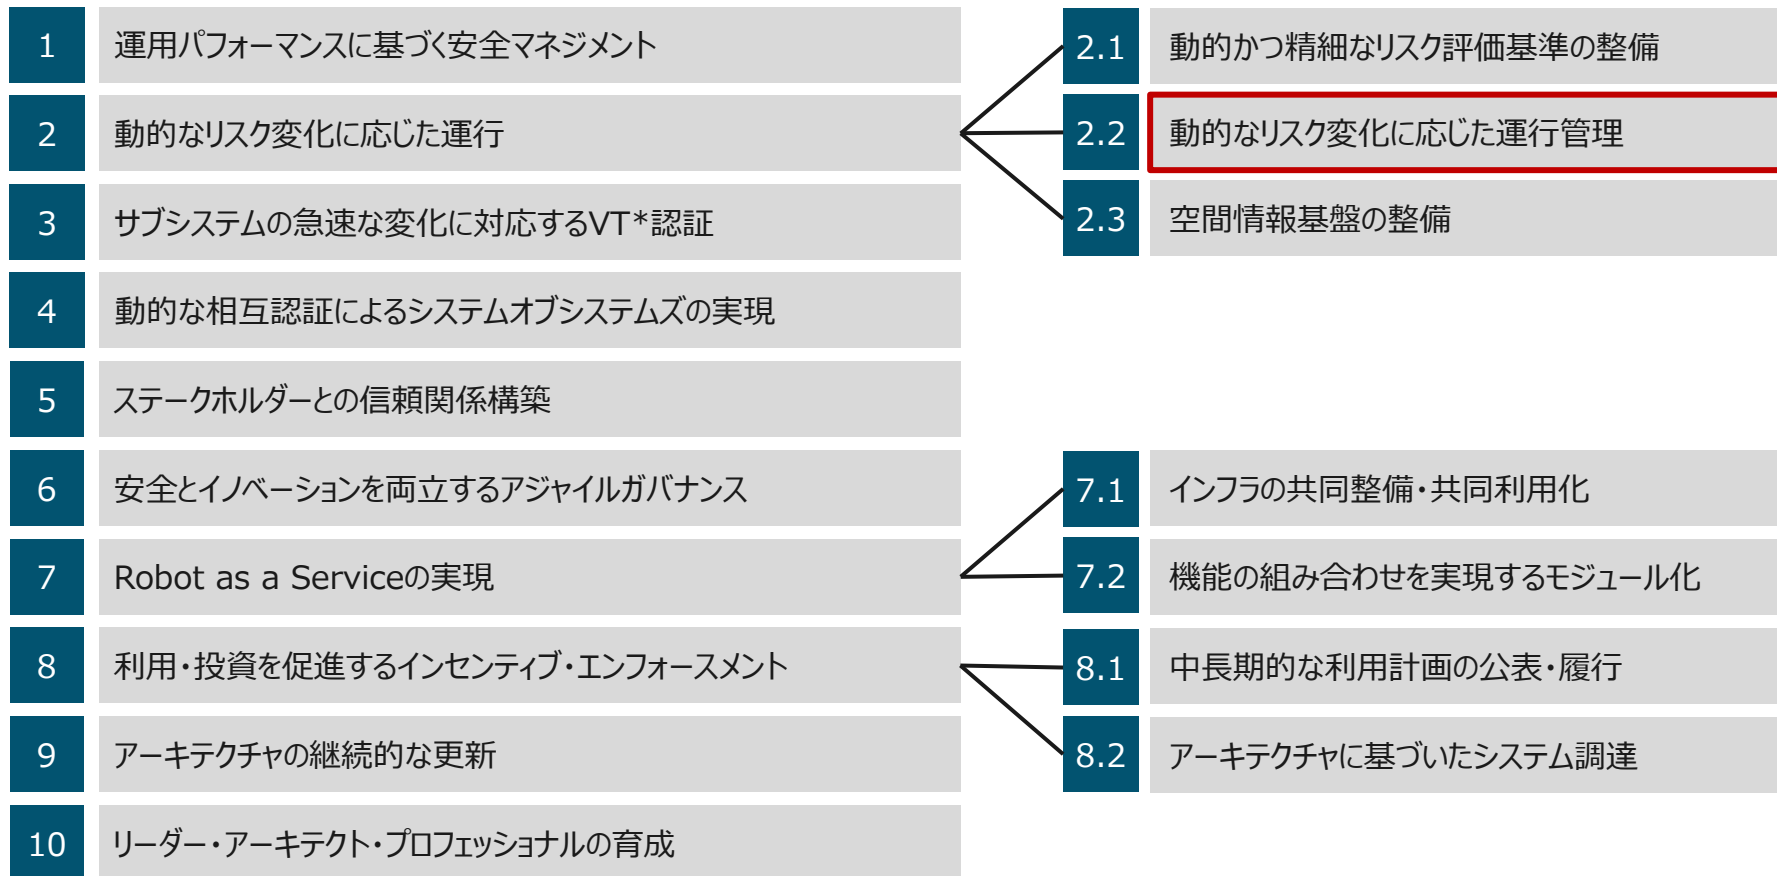 1 運用パフォーマンスに基づく安全マネジメント
2 動的なリスク変化に応じた運行
3 サブシステムの急速な変化に対応するVT*認証
4 動的な相互認証によるシステムオブシステムズの実現
5 ステークホルダーとの信頼関係構築
6 安全とイノベーションを両立するアジャイルガバナンス
7 Robot as a Serviceの実現
8 利用・投資を促進するインセンティブ・エンフォースメント
9 アーキテクチャの継続的な更新
10 リーダー・アーキテクト・プロフェッショナルの育成
2.1 動的かつ精細なリスク評価基準の整備
2.2 動的なリスク変化に応じた運行管理
2.3 空間情報基盤の整備
7.1 インフラの共同整備・共同利用化
7.2 機能の組み合わせを実現するモジュール化
8.1 中長期的な利用計画の公表・履行
8.2 アーキテクチャに基づいたシステム調達